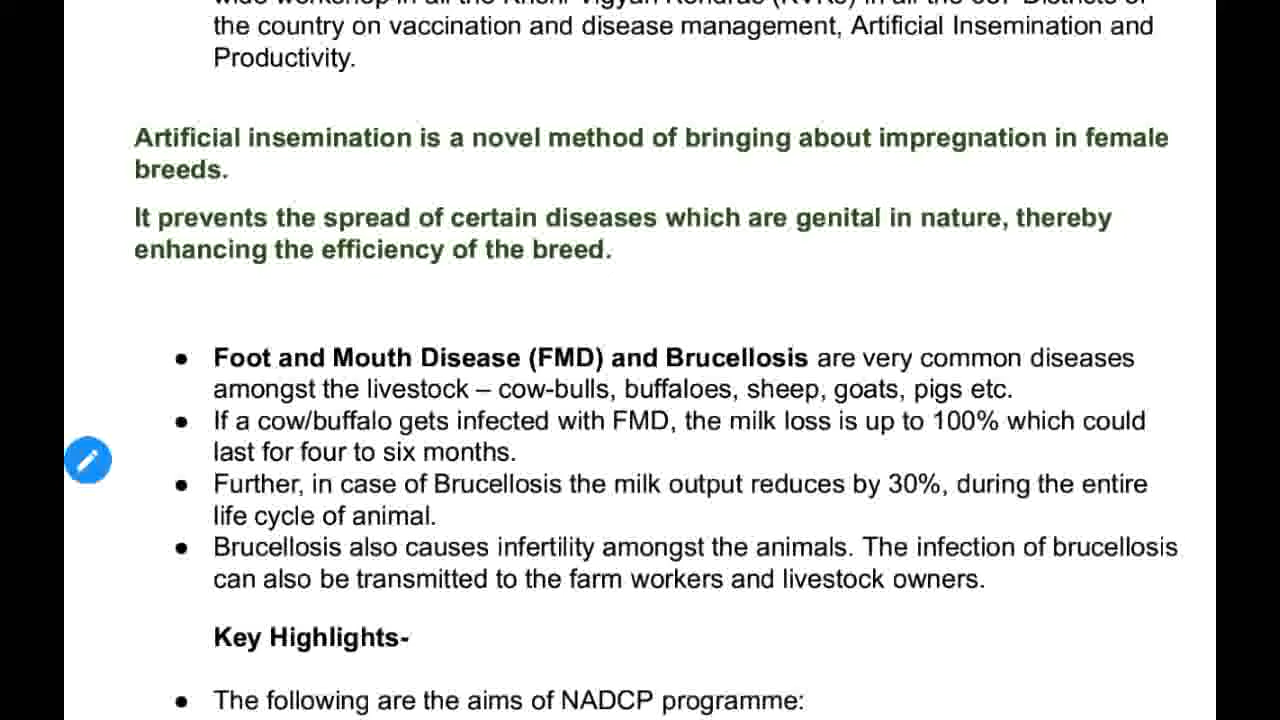 the country on vaccination and disease management, Artificial Insemination and
Productivity.
Artificial insemination is a novel method of bringing about impregnation in female
breeds.
It prevents the spread of certain diseases which are genital in nature, thereby
enhancing the efficiency of the breed.
● Foot and Mouth Disease (FMD) and Brucellosis are very common diseases
amongst the livestock – cow-bulls, buffaloes, sheep, goats, pigs etc.
● If a cow/buffalo gets infected with FMD, the milk loss is up to 100% which could
last for four to six months.
● Further, in case of Brucellosis the milk output reduces by 30%, during the entire
life cycle of animal.
● Brucellosis also causes infertility amongst the animals. The infection of brucellosis
can also be transmitted to the farm workers and livestock owners.
Key Highlights-
● The following are the aims of NADCP programme: